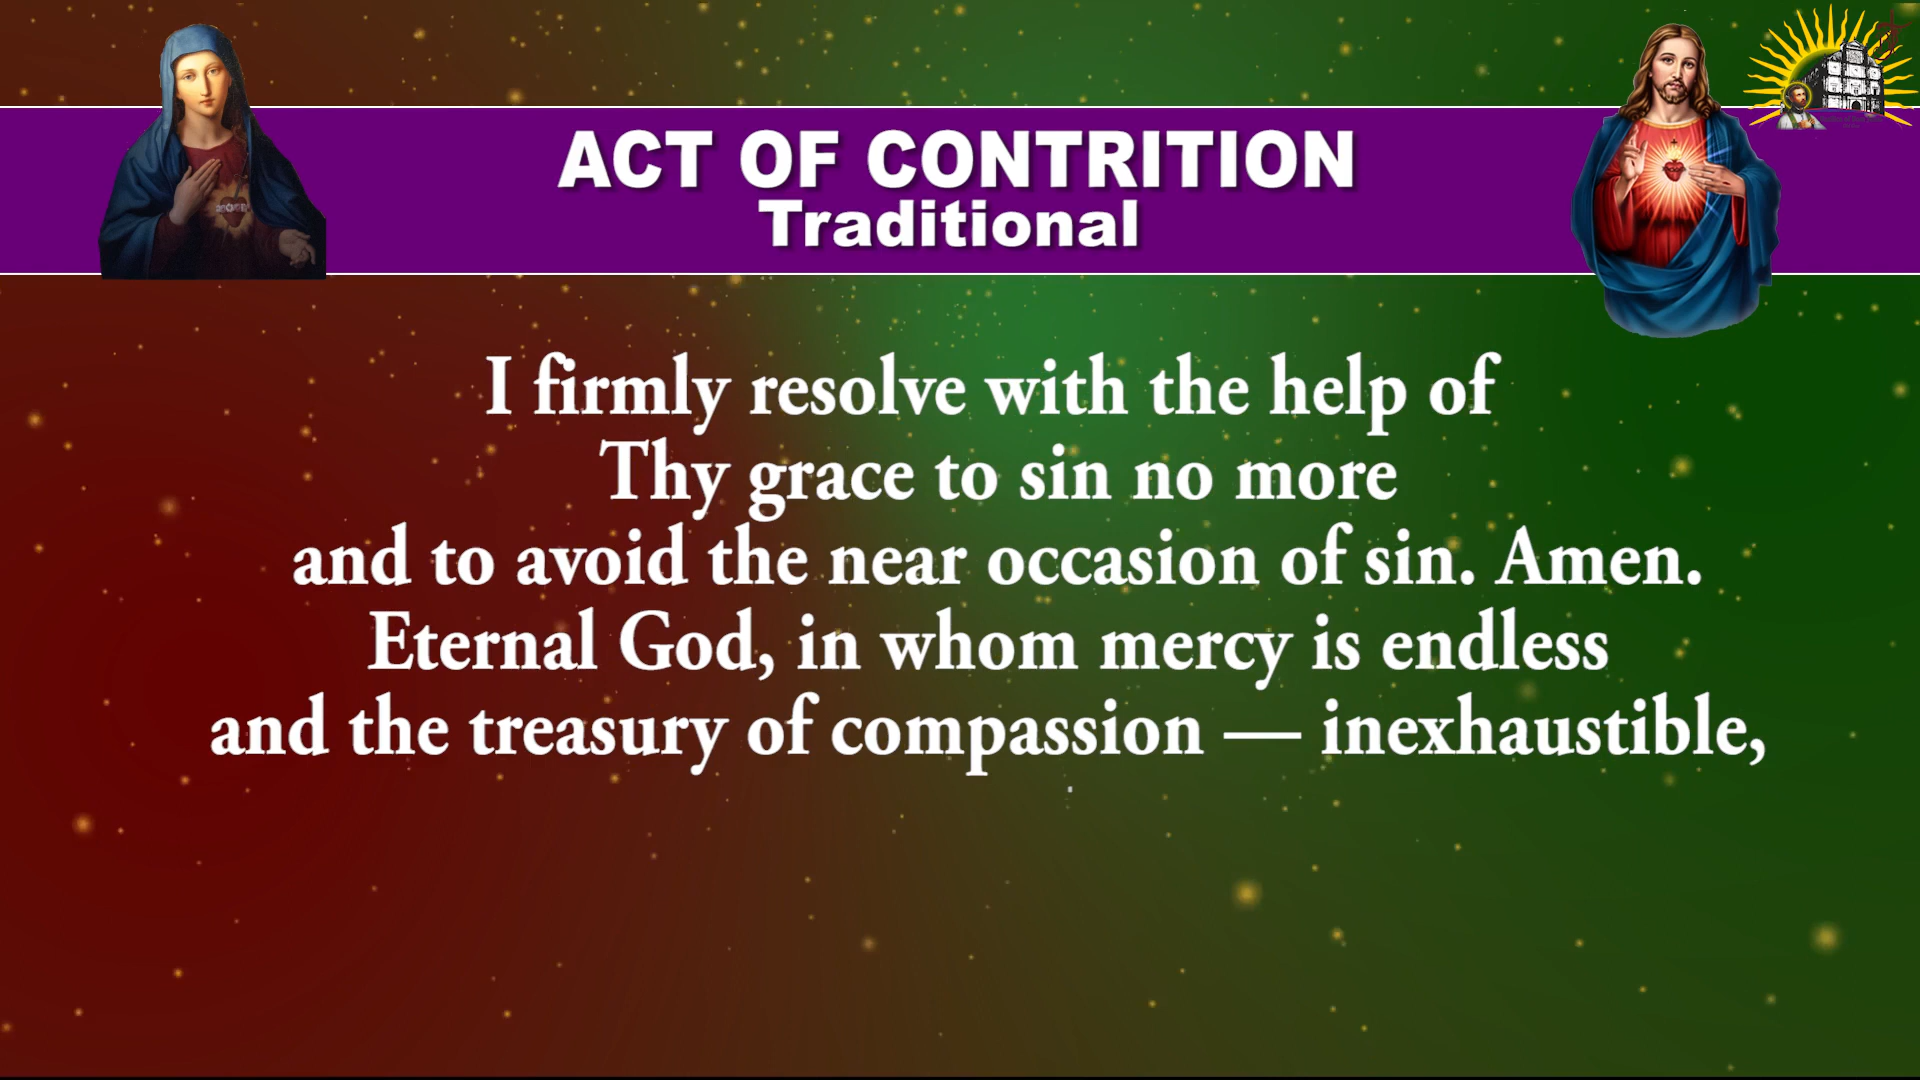 ACT OF CONTRITION
Traditional
I firmly resolve with the help of
Thy grace to sin no more
and to avoid the near occasion of sin. Amen.
Eternal God, in whom mercy is endless
and the treasury of compassion — inexhaustible,